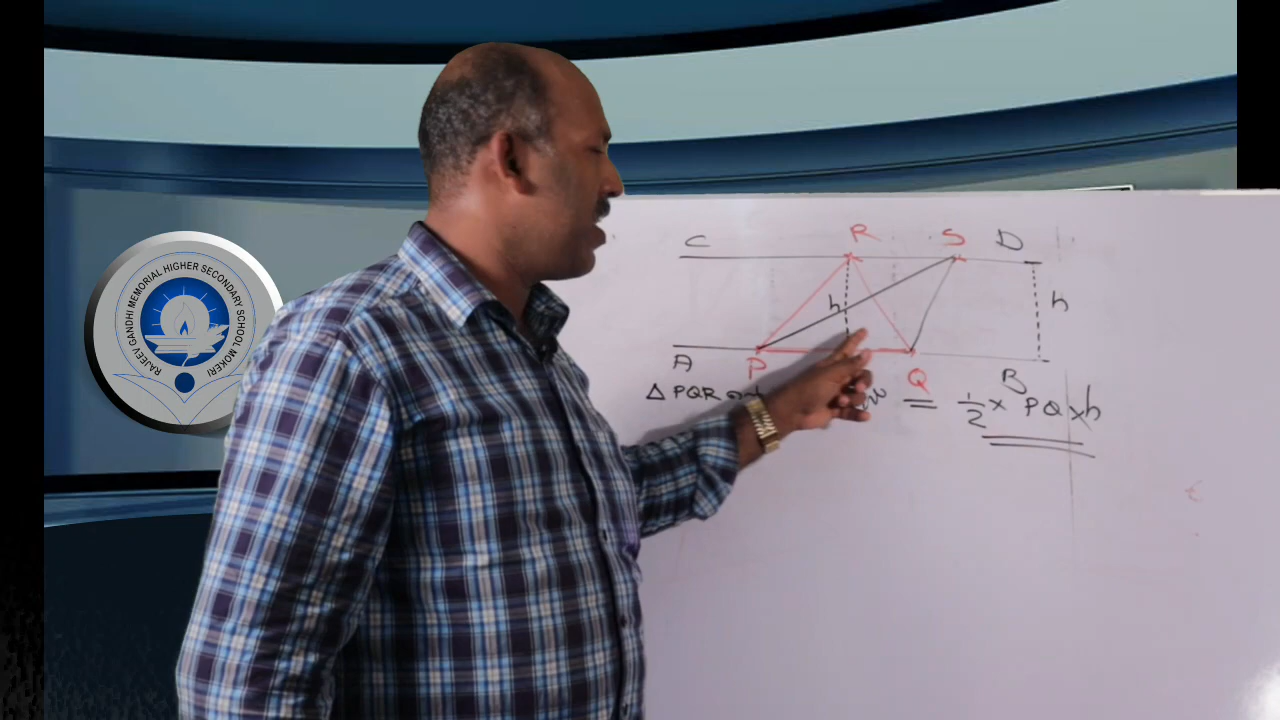 RAJEEV GANDHI MEMORIAL HIGHER SECONDARY SCHOOL MOKERI
C R S D
h h
A P Q B
△ PQR = 1/2 × PQ × h